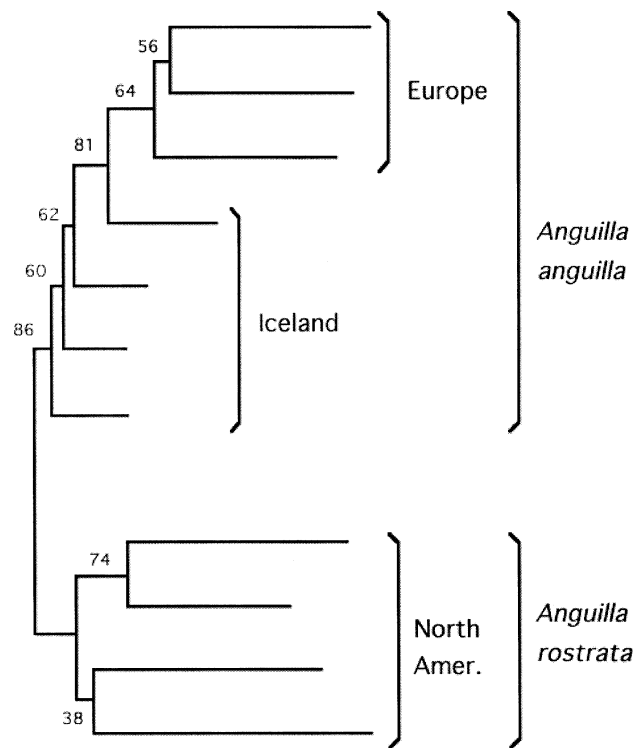 56
Europe
64
81
62
Anguilla
anguilla
60
Iceland
86
74
North
Amer.
Anguilla
rostrata
38